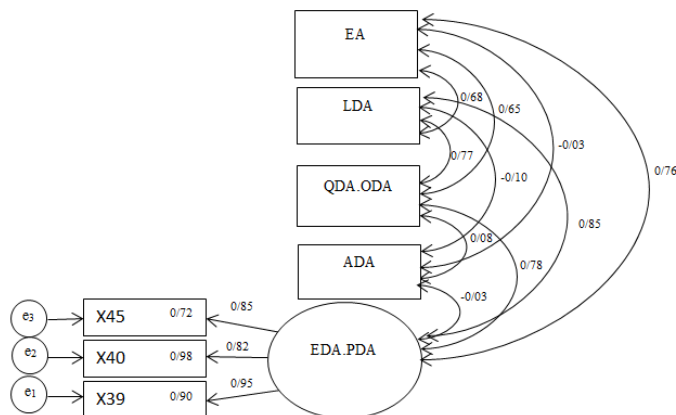 EA
0/68
0/65
LDA
-0/03
0/77
0/76
-0/10
QDA.ODA
0/08
0/85
ADA
0/78
-0/03
e3
X45 0/72
0/85
EDA.PDA
e2
X40 0/98
0/82
e1
X39 0/90
0/95